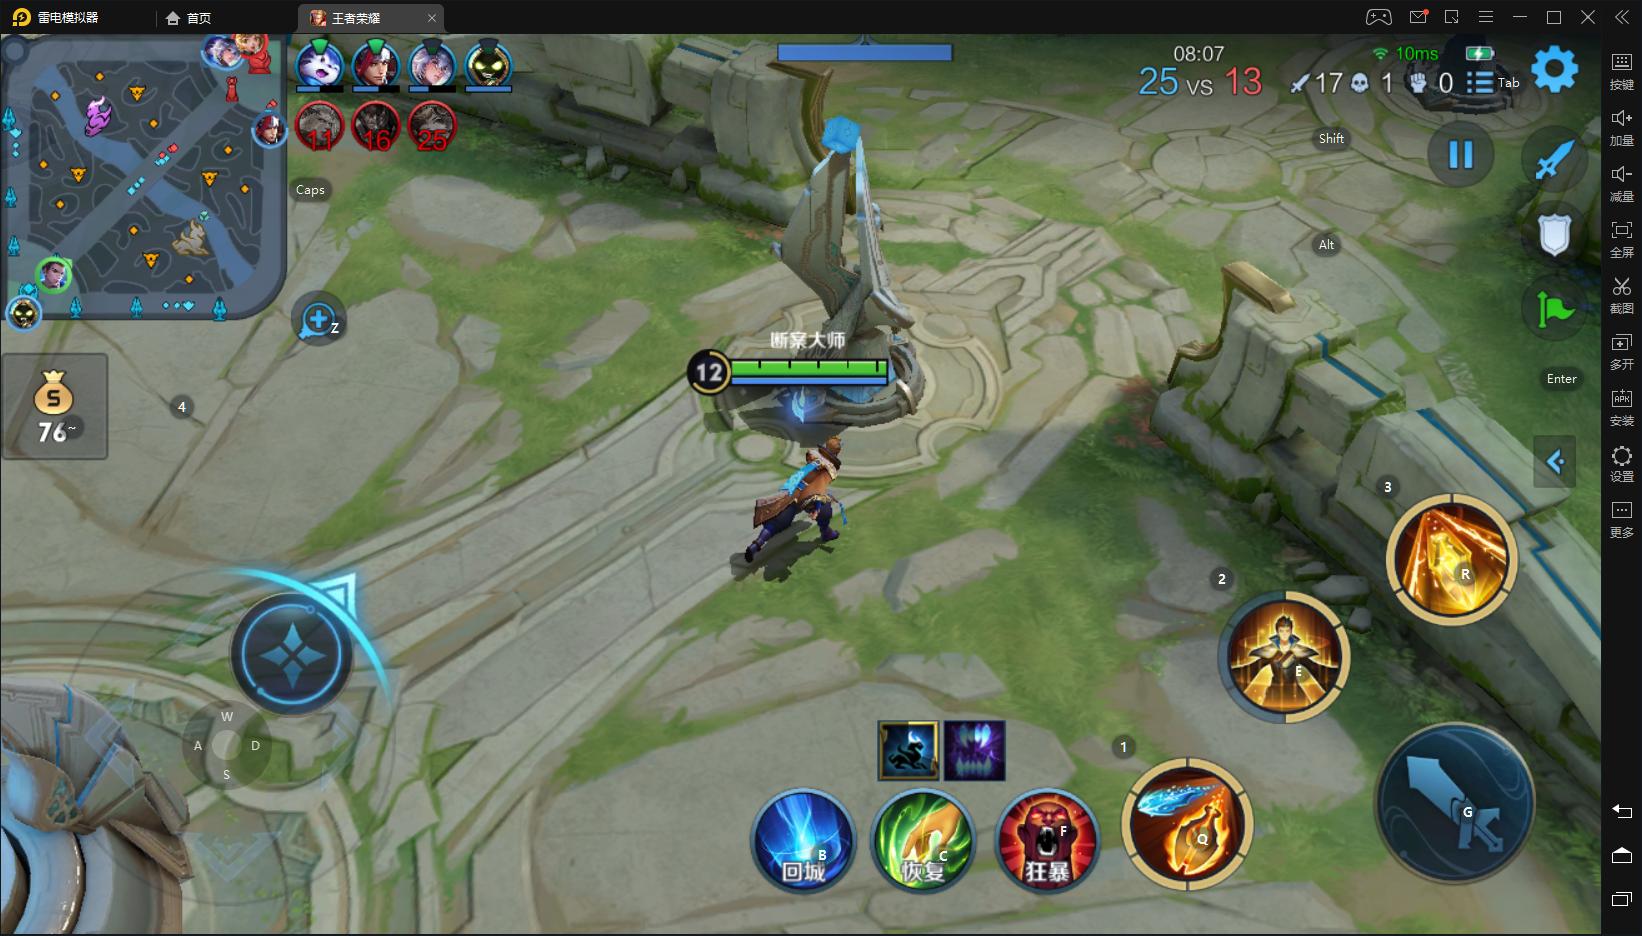 雷电模拟器
首页
王者荣耀
08:07
10ms
25 vs 13
17 1 0
Tab
11 16 25
Caps
Shift
Alt
Enter
Z
S
76~
4
断案大师
12
3
R
2
E
1
Q
G
W
A D
S
B
回城
C
恢复
F
狂暴
按键
加量
减量
全屏
截图
多开
APK
安装
设置
更多